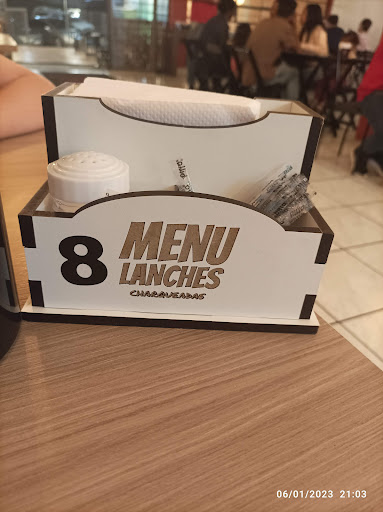 8
MENU
LANCHES
CHARQUEADAS
06/01/2023 21:03